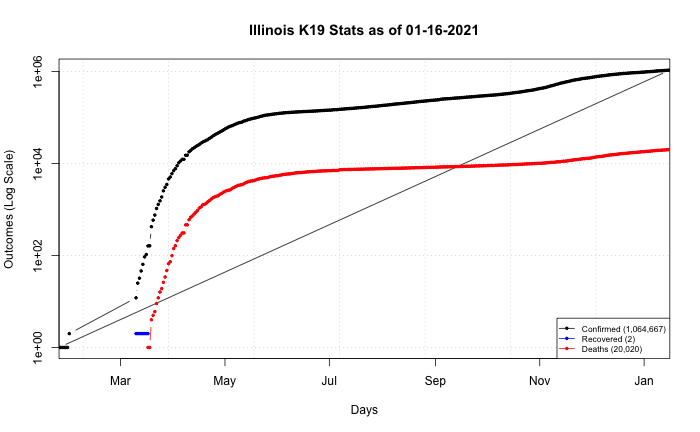 Illinois K19 Stats as of 01-16-2021
Outcomes (Log Scale)
1e+06
1e+04
1e+02
1e+00
Confirmed (1,064,667)
Recovered (2)
Deaths (20,020)
Mar May Jul Sep Nov Jan
Days